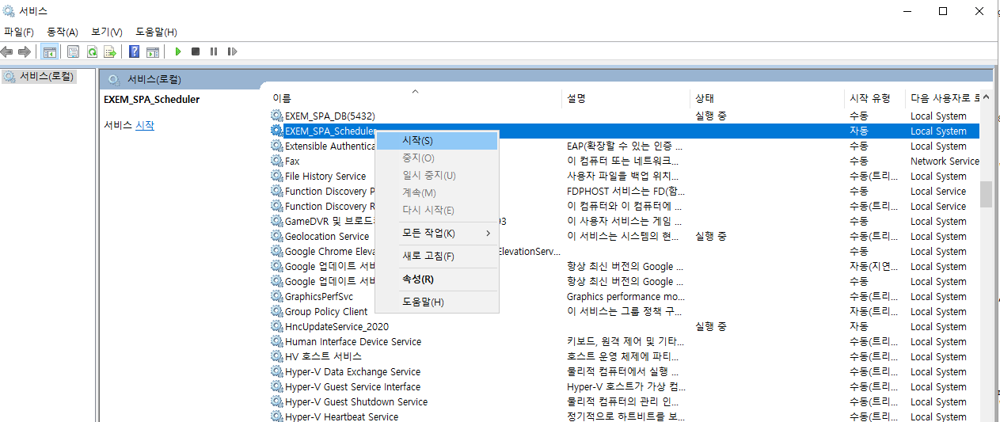 서비스
파일(F) 동작(A) 보기(V) 도움말(H)
서비스(로컬)
서비스(로컬)
EXEM_SPA_Scheduler
서비스 시작
이름 설명 상태 시작 유형 다음 사용자로 로
EXEM_SPA_DB(5432) 실행 중 수동 Local System
EXEM_SPA_Scheduler 자동 Local System
Extensible Authentica EAP(확장할 수 있는 인증 ... 수동 Local System
Fax 이 컴퓨터 또는 네트워크... 수동 Network Service
File History Service 사용자 파일을 백업 위치... 수동(트리... Local System
Function Discovery P FDPHOST 서비스는 FD(함... 수동 Local Service
Function Discovery R 이 컴퓨터와 이 컴퓨터에 ... 수동(트리... Local Service
GameDVR 및 브로드 03 이 사용자 서비스는 게임 ... 수동 Local System
Geolocation Service 이 서비스는 시스템의 현... 실행 중 수동(트리... Local System
Google Chrome Eleva ElevationServ... 수동 Local System
Google 업데이트 서비 항상 최신 버전의 Google ... 자동(지연... Local System
Google 업데이트 서비 항상 최신 버전의 Google ... 수동 Local System
GraphicsPerfSvc Graphics performance mo... 수동(트리... Local System
Group Policy Client 이 서비스는 그룹 정책 구... 자동(트리... Local System
HncUpdateService_2020 실행 중 자동 Local System
Human Interface Device Service 키보드, 원격 제어 및 기타... 수동(트리... Local System
HV 호스트 서비스 호스트 운영 체제에 파티... 수동(트리... Local System
Hyper-V Data Exchange Service 물리적 컴퓨터에서 실행 ... 수동(트리... Local System
Hyper-V Guest Service Interface Hyper-V 호스트가 가상 컴... 수동(트리... Local System
Hyper-V Guest Shutdown Service 물리적 컴퓨터의 관리 인... 수동(트리... Local System
Hyper-V Heartbeat Service 정기적으로 하트비트를 보... 수동(트리... Local System
시작(S)
중지(O)
일시 중지(U)
계속(M)
다시 시작(E)
모든 작업(K)
새로 고침(F)
속성(R)
도움말(H)